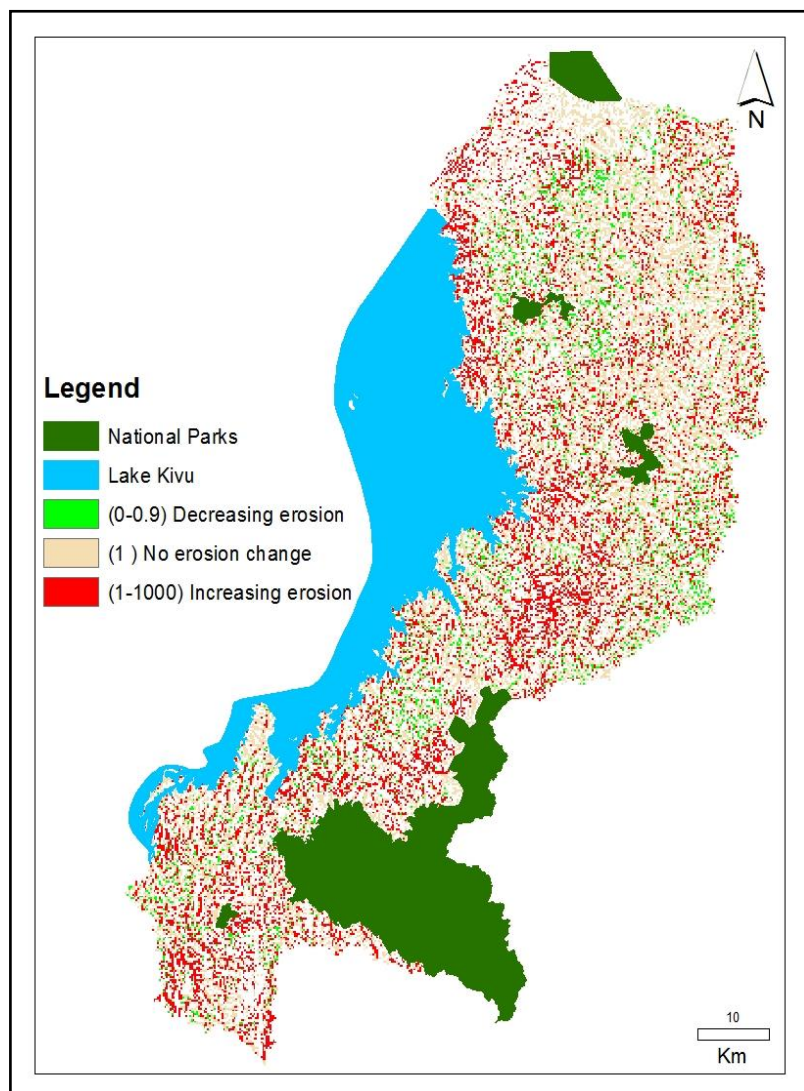 N
Legend
National Parks
Lake Kivu
(0-0.9) Decreasing erosion
(1 ) No erosion change
(1-1000) Increasing erosion
10
Km